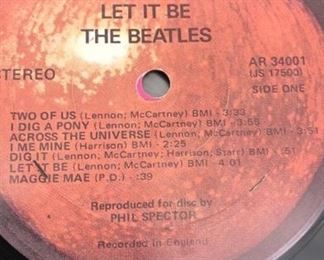 LET IT BE
THE BEATLES
STEREO
AR 34001
(JS 17500)
SIDE ONE
TWO OF US (Lennon; McCartney) BMI - 3:33
I DIG A PONY (Lennon; McCartney) BMI - 3:55
ACROSS THE UNIVERSE (Lennon; McCartney) BMI - 3:51
I ME MINE (Harrison) BMI - 2:25
DIG IT (Lennon; McCartney; Harrison; Starr) BMI - :51
LET IT BE (Lennon; McCartney) BMI - 4:01
MAGGIE MAE (P.D.) - :39
Reproduced for disc by
PHIL SPECTOR
Recorded in England